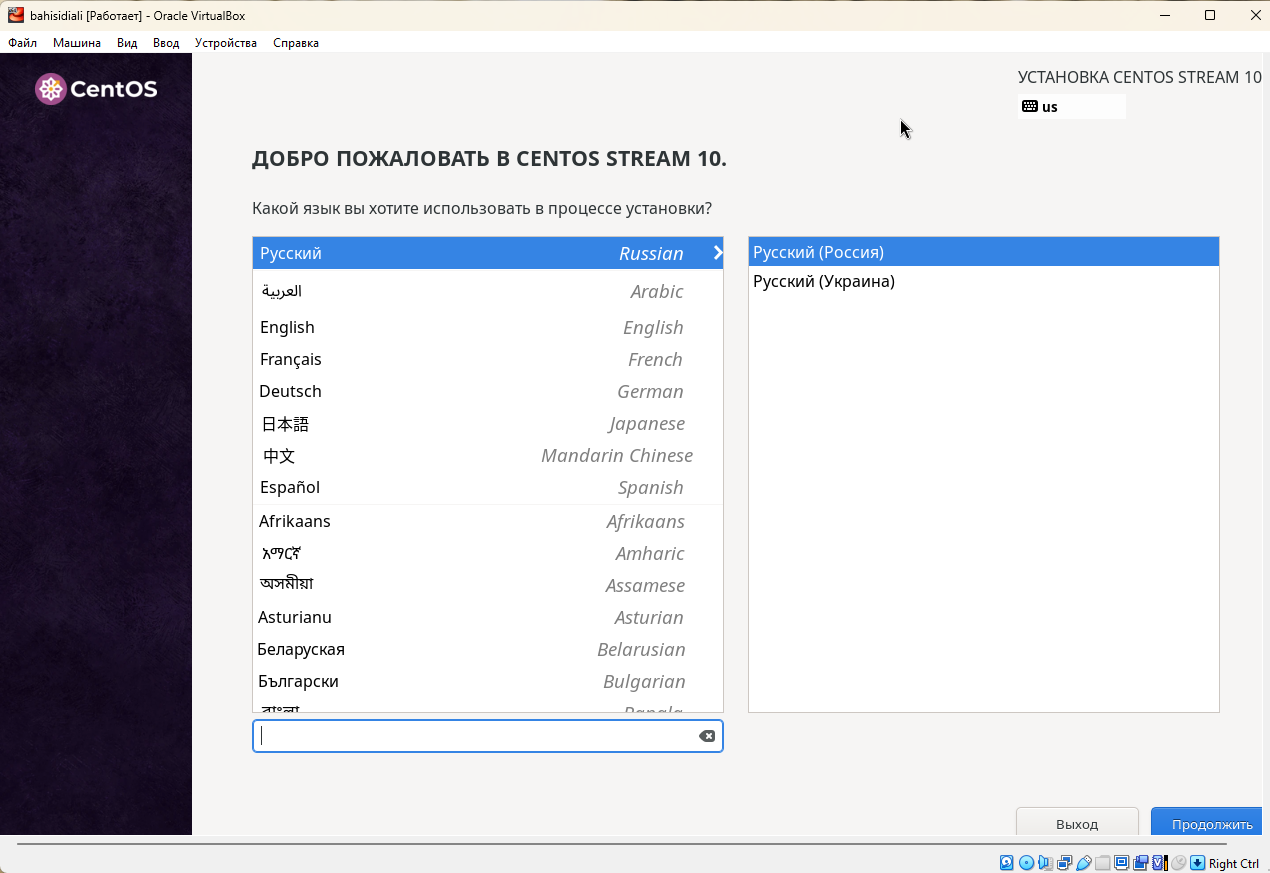 bahisidiali [Работает] - Oracle VirtualBox
Файл Машина Вид Ввод Устройства Справка
CentOS
УСТАНОВКА CENTOS STREAM 10
us
ДОБРО ПОЖАЛОВАТЬ В CENTOS STREAM 10.
Какой язык вы хотите использовать в процессе установки?
Русский Russian
العربية Arabic
English English
Français French
Deutsch German
日本語 Japanese
中文 Mandarin Chinese
Español Spanish
Afrikaans Afrikaans
አማርኛ Amharic
অসমীয়া Assamese
Asturianu Asturian
Беларуская Belarusian
Български Bulgarian
বাংলা Bangla
Русский (Россия)
Русский (Украина)
Выход Продолжить
Right Ctrl